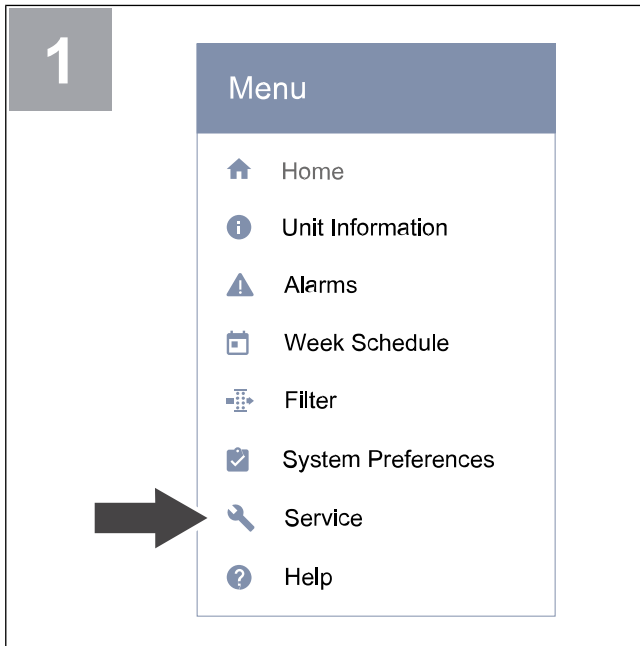 1
Menu
Home
Unit Information
Alarms
Week Schedule
Filter
System Preferences
Service
Help